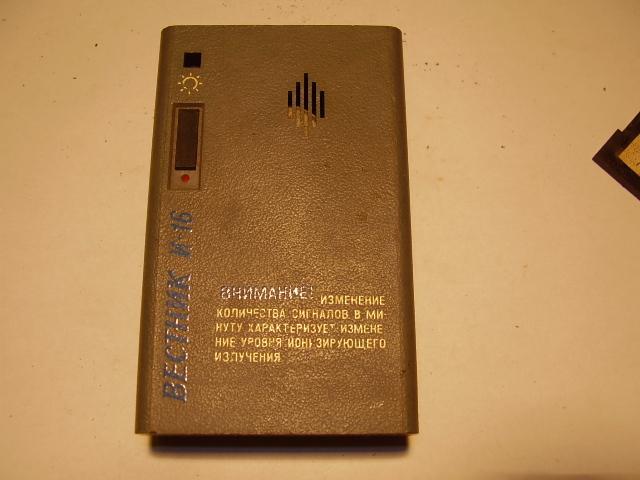 ВЕСТНИК И-16
ВНИМАНИЕ! ИЗМЕНЕНИЕ
КОЛИЧЕСТВА СИГНАЛОВ В МИ-
НУТУ ХАРАКТЕРИЗУЕТ ИЗМЕНЕ
НИЕ УРОВНЯ ИОНИЗИРУЮЩЕГО
ИЗЛУЧЕНИЯ